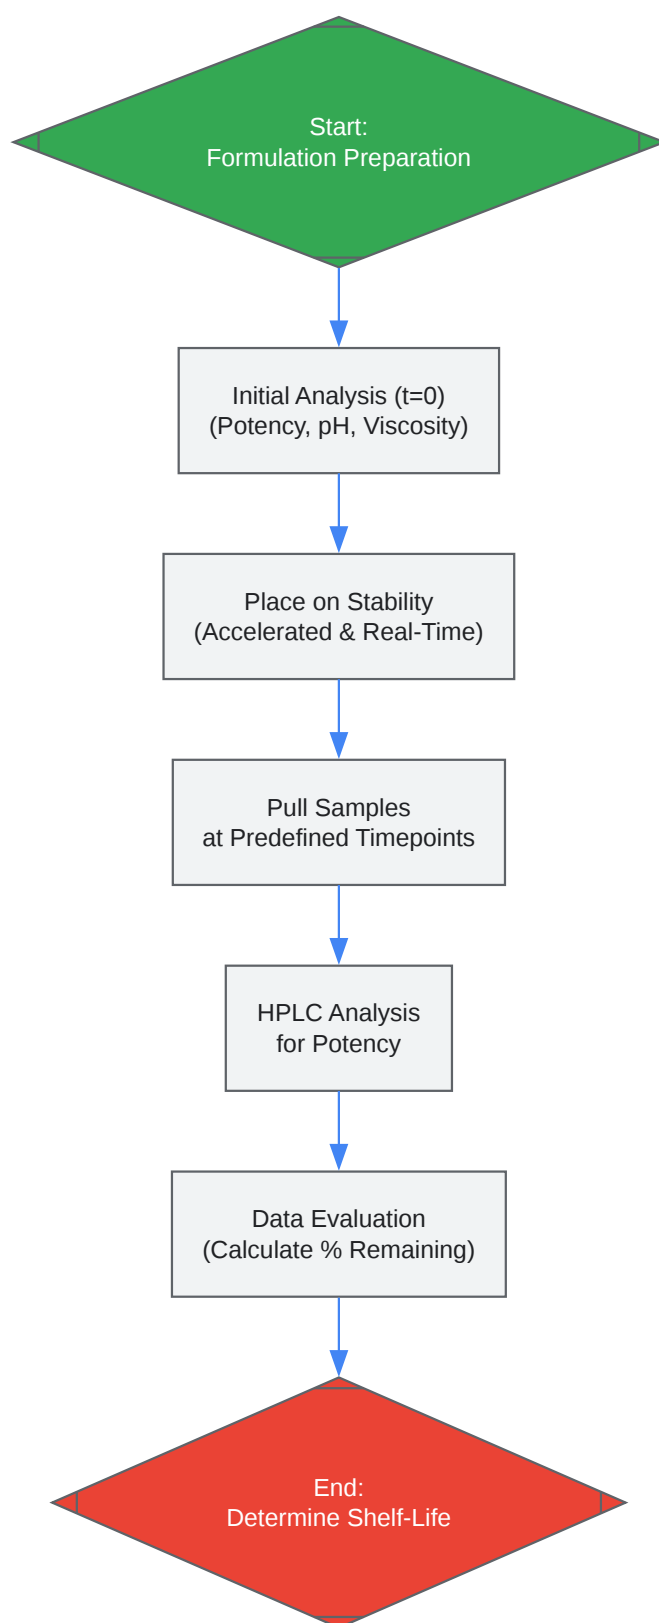 Start:
Formulation Preparation
Initial Analysis (t=0)
(Potency, pH, Viscosity)
Place on Stability
(Accelerated & Real-Time)
Pull Samples
at Predefined Timepoints
HPLC Analysis
for Potency
Data Evaluation
(Calculate % Remaining)
End:
Determine Shelf-Life